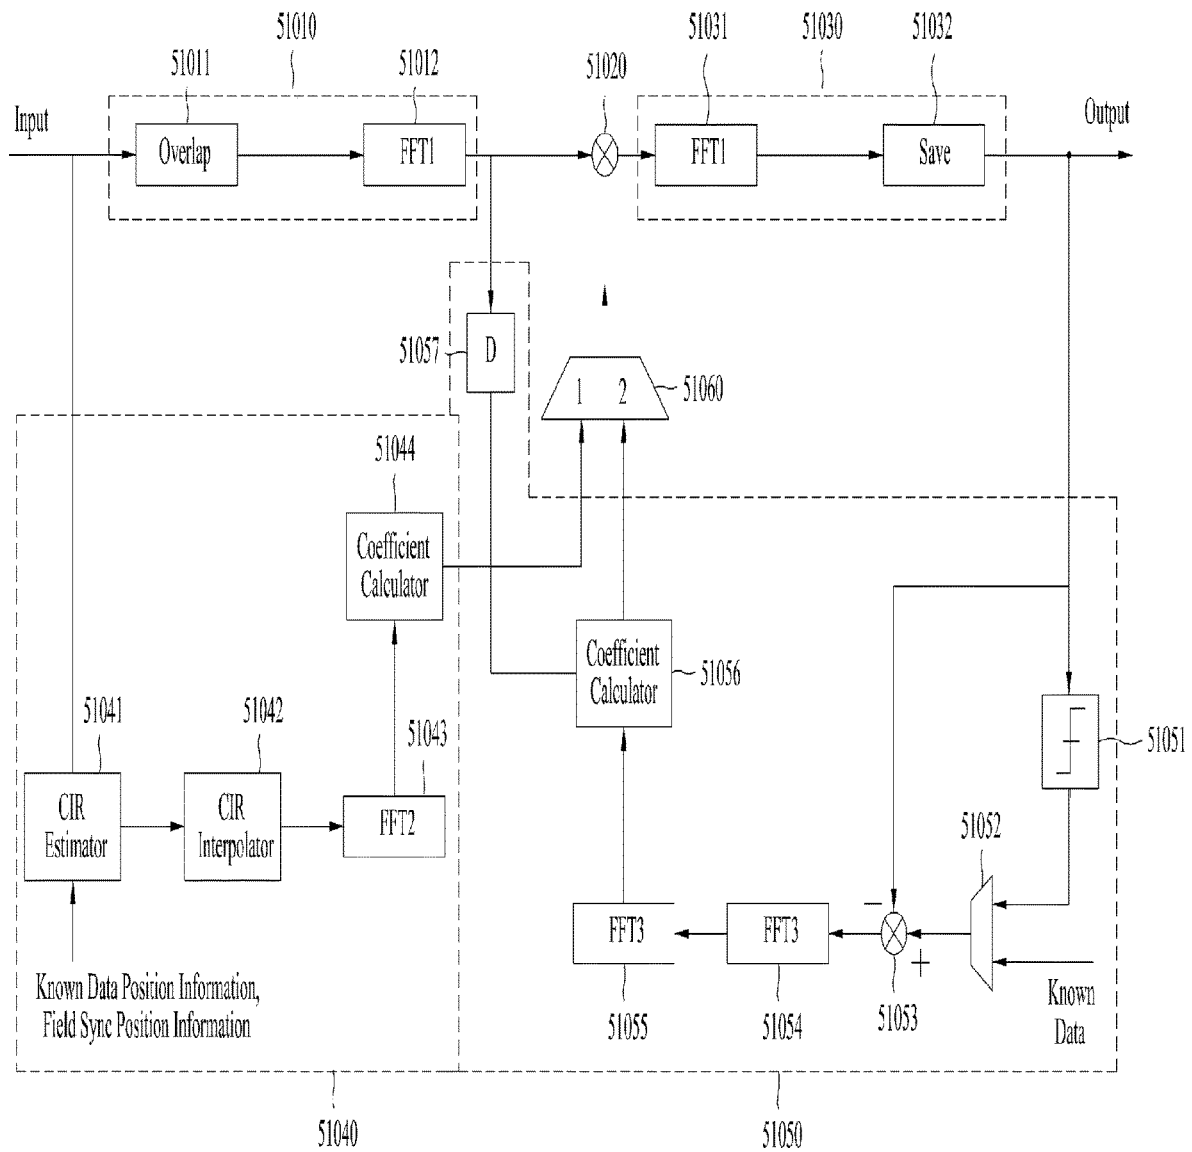 51010
51030
51031
51032
51011
51012
51020
Input
Output
Overlap
FFT1
FFT1
Save
51057
D
1 2
51060
51044
Coefficient
Calculator
Coefficient
Calculator
51056
51041
51042
51043
51051
CIR
Estimator
CIR
Interpolator
FFT2
51052
−
FFT3
FFT3
+
Known Data Position Information,
Field Sync Position Information
51055
51054
51053
Known
Data
51040
51050